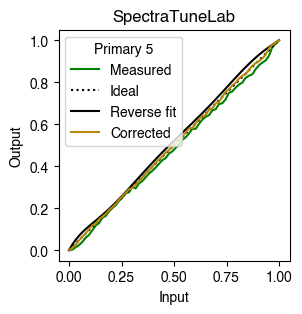 SpectraTuneLab
Primary 5
Measured
Ideal
Reverse fit
Corrected
Output
1.0
0.8
0.6
0.4
0.2
0.0
0.00
0.25
0.50
0.75
1.00
Input